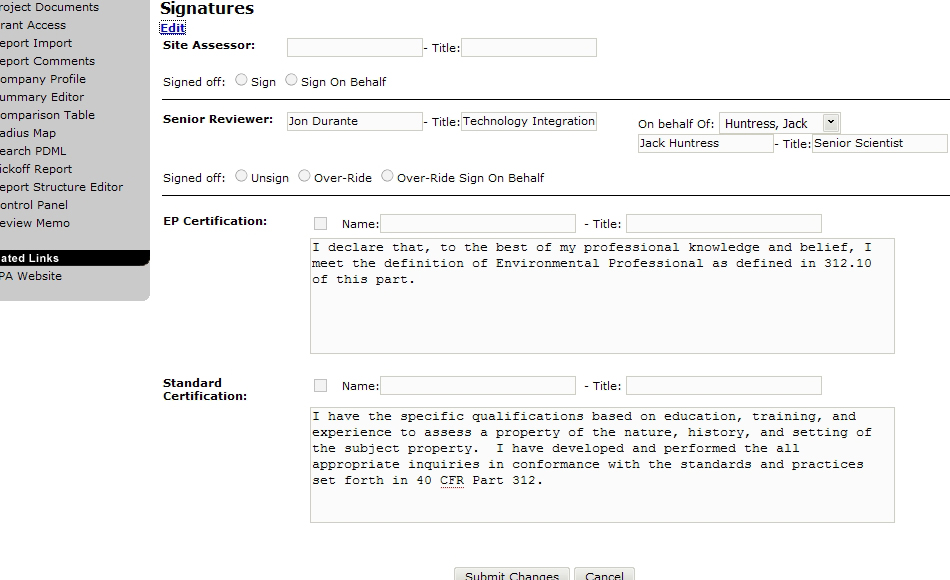 roject Documents
rant Access
eport Import
eport Comments
ompany Profile
ummary Editor
omparison Table
adius Map
earch PDML
ickoff Report
eport Structure Editor
ontrol Panel
eview Memo
ated Links
PA Website
Signatures
Edit
Site Assessor: - Title:
Signed off: Sign Sign On Behalf
Senior Reviewer: Jon Durante - Title: Technology Integration On behalf Of: Huntress, Jack
Jack Huntress - Title: Senior Scientist
Signed off: Unsign Over-Ride Over-Ride Sign On Behalf
EP Certification: Name: - Title:
I declare that, to the best of my professional knowledge and belief, I
meet the definition of Environmental Professional as defined in 312.10
of this part.
Standard
Certification: Name: - Title:
I have the specific qualifications based on education, training, and
experience to assess a property of the nature, history, and setting of
the subject property.  I have developed and performed the all
appropriate inquiries in conformance with the standards and practices
set forth in 40 CFR Part 312.
Submit Changes Cancel